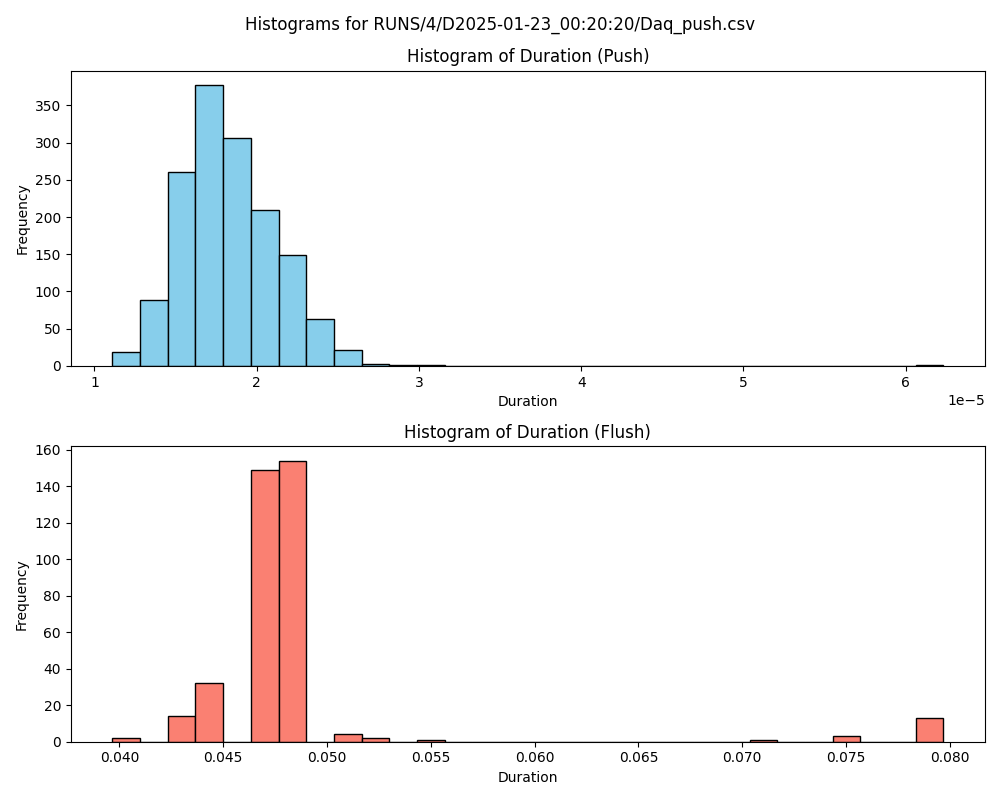 Histograms for RUNS/4/D2025-01-23_00:20:20/Daq_push.csv
Histogram of Duration (Push)
Frequency
350
300
250
200
150
100
50
0
1 2 3 4 5 6
1e−5
Duration
Histogram of Duration (Flush)
Frequency
160
140
120
100
80
60
40
20
0
0.040 0.045 0.050 0.055 0.060 0.065 0.070 0.075 0.080
Duration